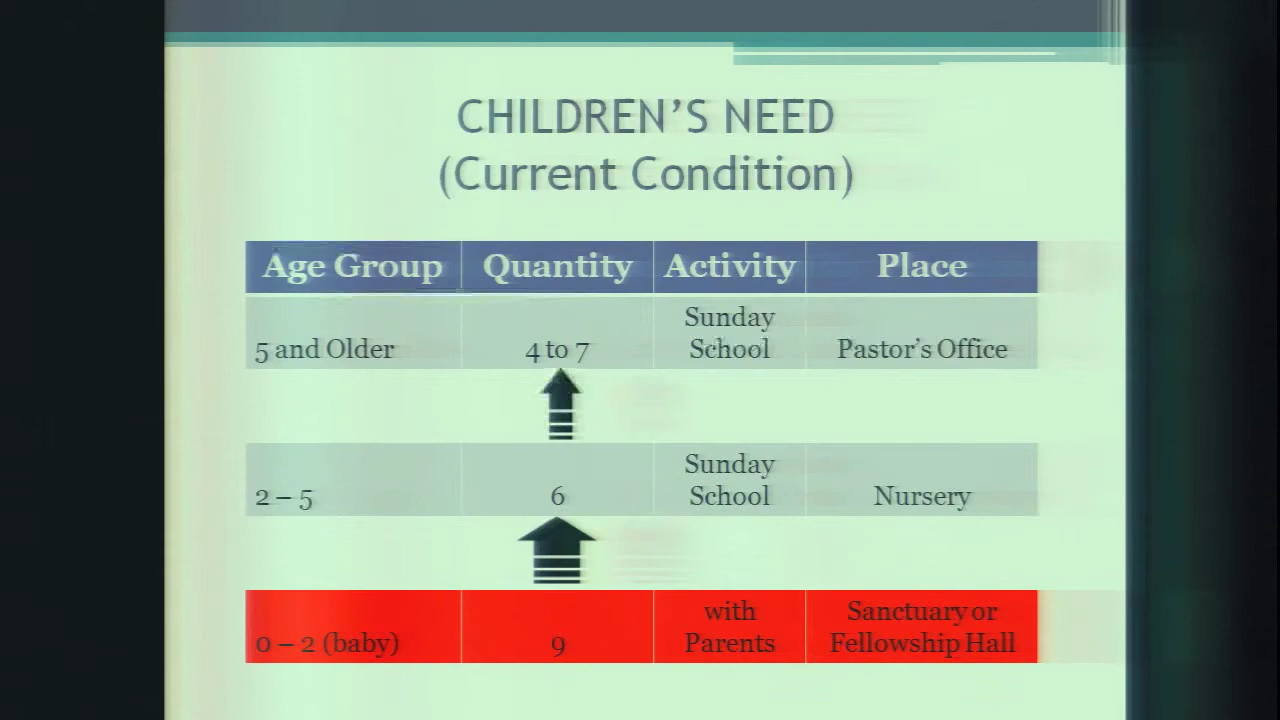 CHILDREN'S NEED
(Current Condition)
Age Group Quantity Activity Place
Sunday
5 and Older 4 to 7 School Pastor's Office
Sunday
2 – 5 6 School Nursery
with Sanctuary or
0 – 2 (baby) 9 Parents Fellowship Hall